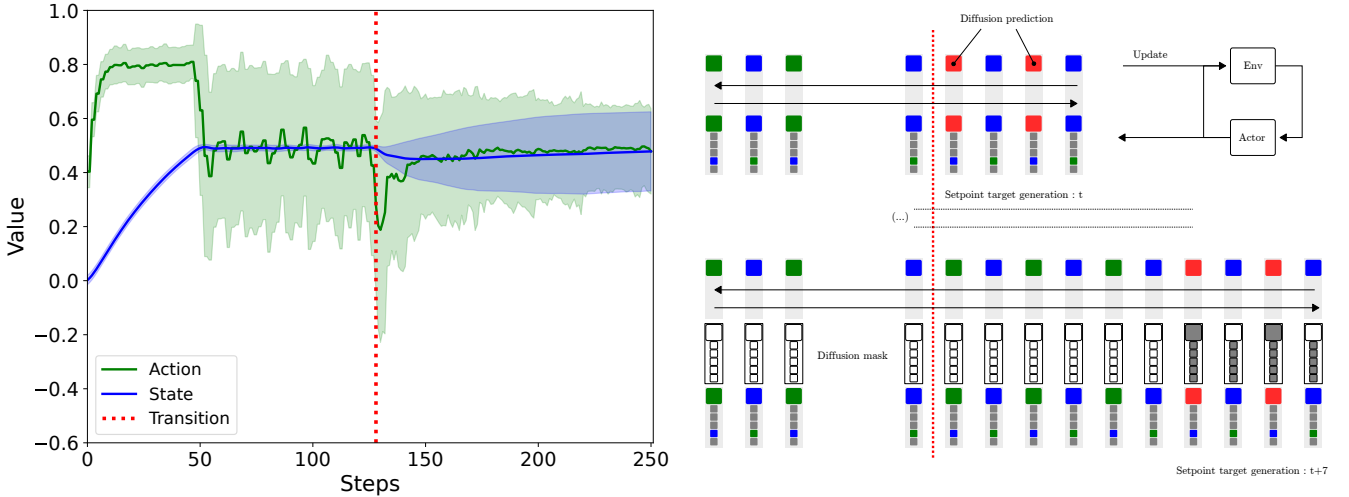 1.0
0.8
0.6
0.4
0.2
0.0
−0.2
−0.4
−0.6
Value
0
50
100
150
200
250
Steps
Action
State
Transition
Diffusion prediction
Update
Env
Actor
Setpoint target generation : t
(...)
Diffusion mask
Setpoint target generation : t+7